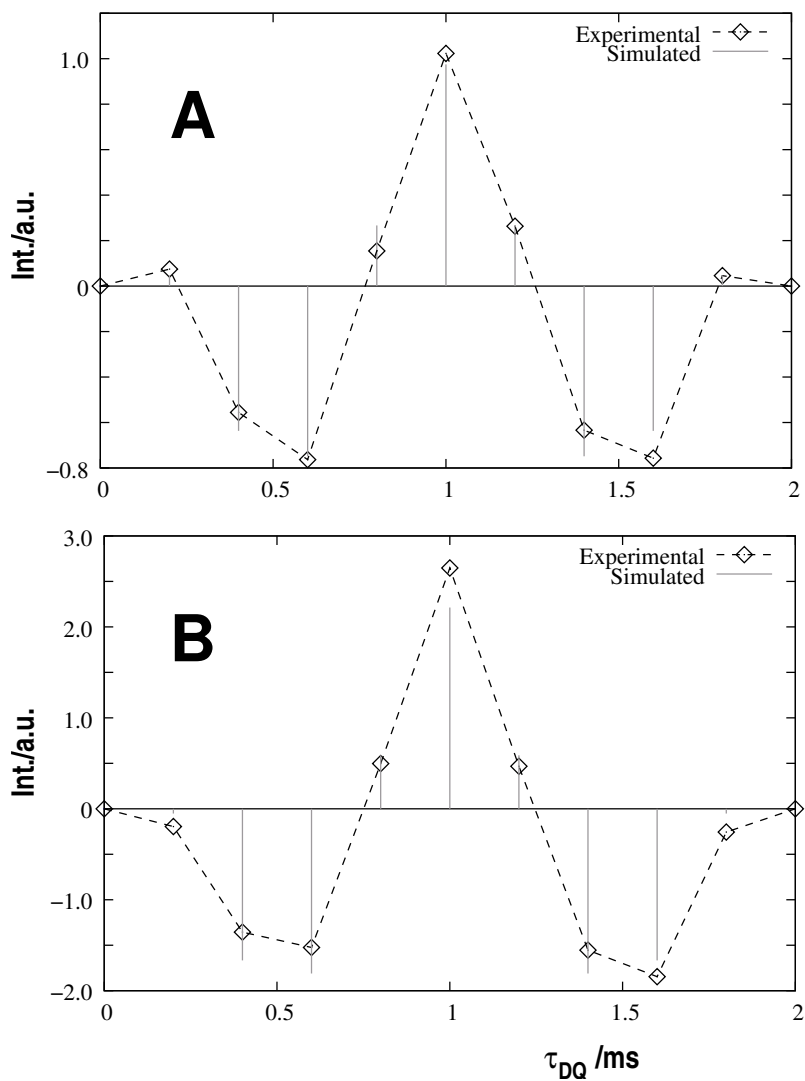 Experimental
Simulated
A
Int./a.u.
1.0
0
−0.8
0
0.5
1
1.5
2
Experimental
Simulated
B
Int./a.u.
3.0
2.0
1.0
0
−1.0
−2.0
0
0.5
1
1.5
2
τDQ /ms